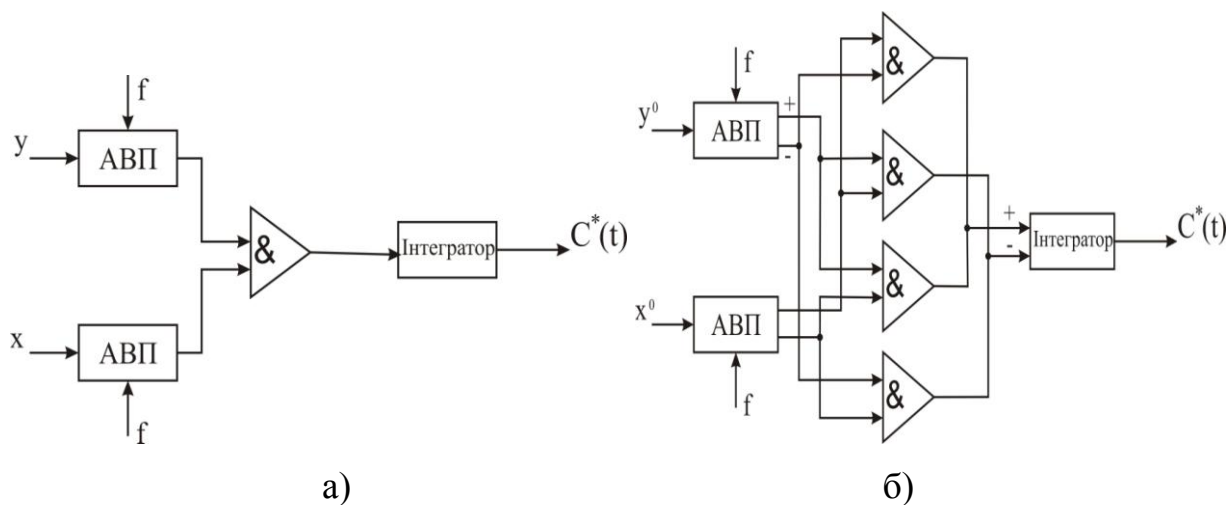 f
y
АВП
&
Інтегратор
C*(t)
x
АВП
f
а)
f
y⁰
АВП
+
-
&
&
&
&
x⁰
АВП
f
+
-
Інтегратор
C*(t)
б)